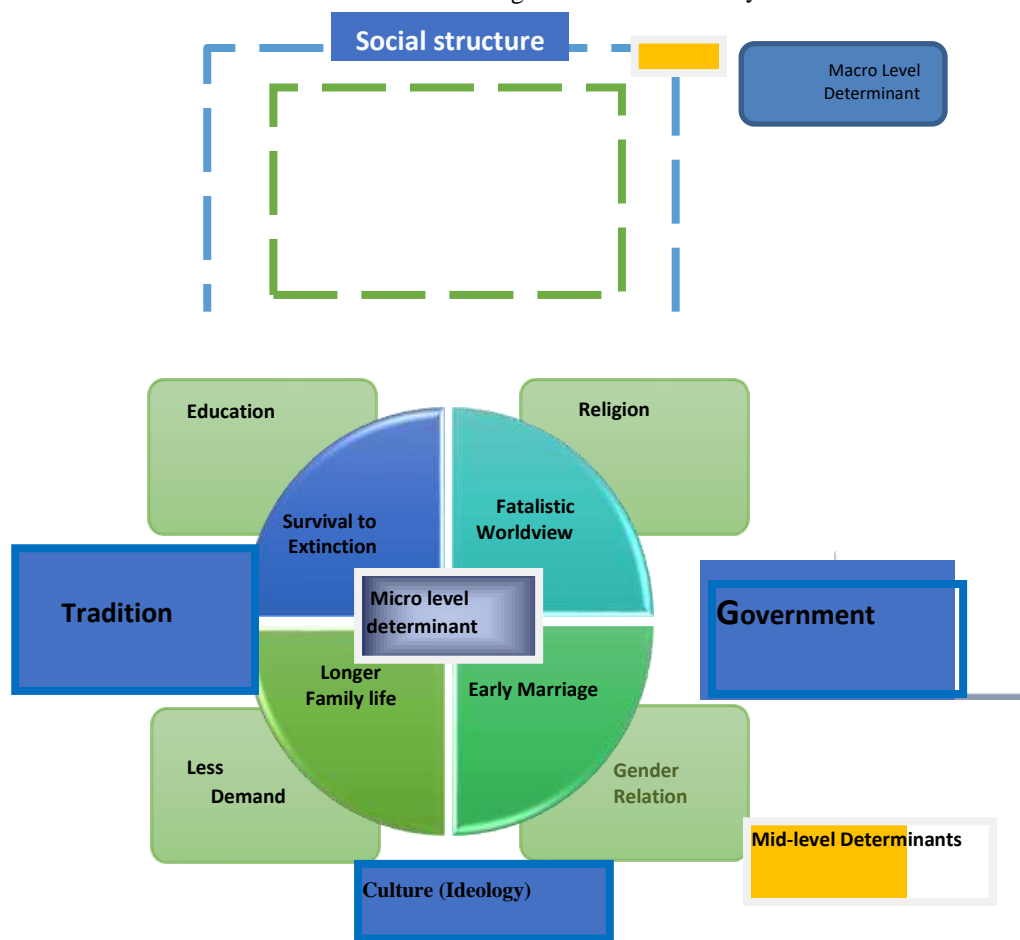 Social structure
Macro Level
Determinant
Education
Religion
Fatalistic
Worldview
Survival to
Extinction
Micro level
determinant
Tradition
Government
Longer
Family life
Early Marriage
Less
Demand
Gender
Relation
Mid-level Determinants
Culture (Ideology)